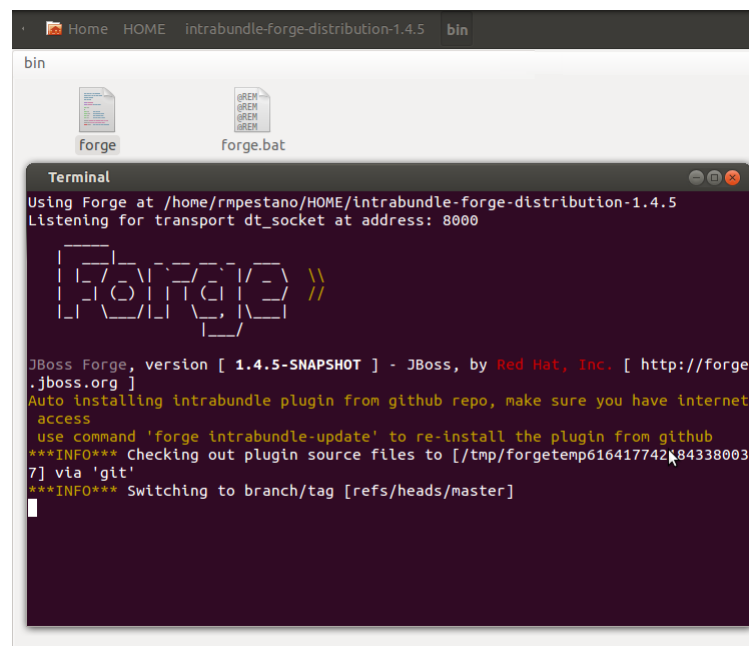 Home HOME intrabundle-forge-distribution-1.4.5 bin
bin
@REM
@REM
@REM
@REM
forge forge.bat
Terminal
Using Forge at /home/rmpestano/HOME/intrabundle-forge-distribution-1.4.5
Listening for transport dt_socket at address: 8000
Forge
JBoss Forge, version [ 1.4.5-SNAPSHOT ] - JBoss, by Red Hat, Inc. [ http://forge
.jboss.org ]
Auto installing intrabundle plugin from github repo, make sure you have internet
access
use command 'forge intrabundle-update' to re-install the plugin from github
***INFO*** Checking out plugin source files to
7] via 'git'
***INFO*** Switching to branch/tag [refs/heads/master]